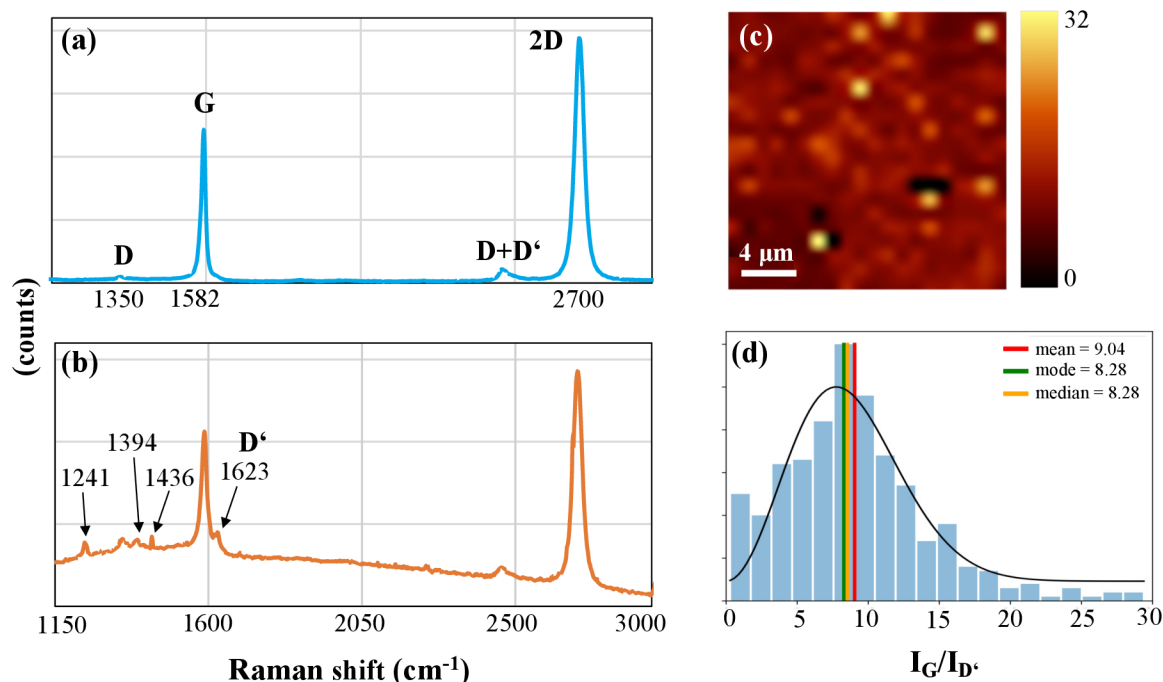 (a)
2D
G
D
D+D‘
1350
1582
2700
(counts)
(b)
D‘
1394
1241
1436
1623
1150
1600
2050
2500
3000
Raman shift (cm⁻¹)
(c)
32
4 μm
0
(d)
mean = 9.04
mode = 8.28
median = 8.28
0
5
10
15
20
25
30
I_G/I_D‘